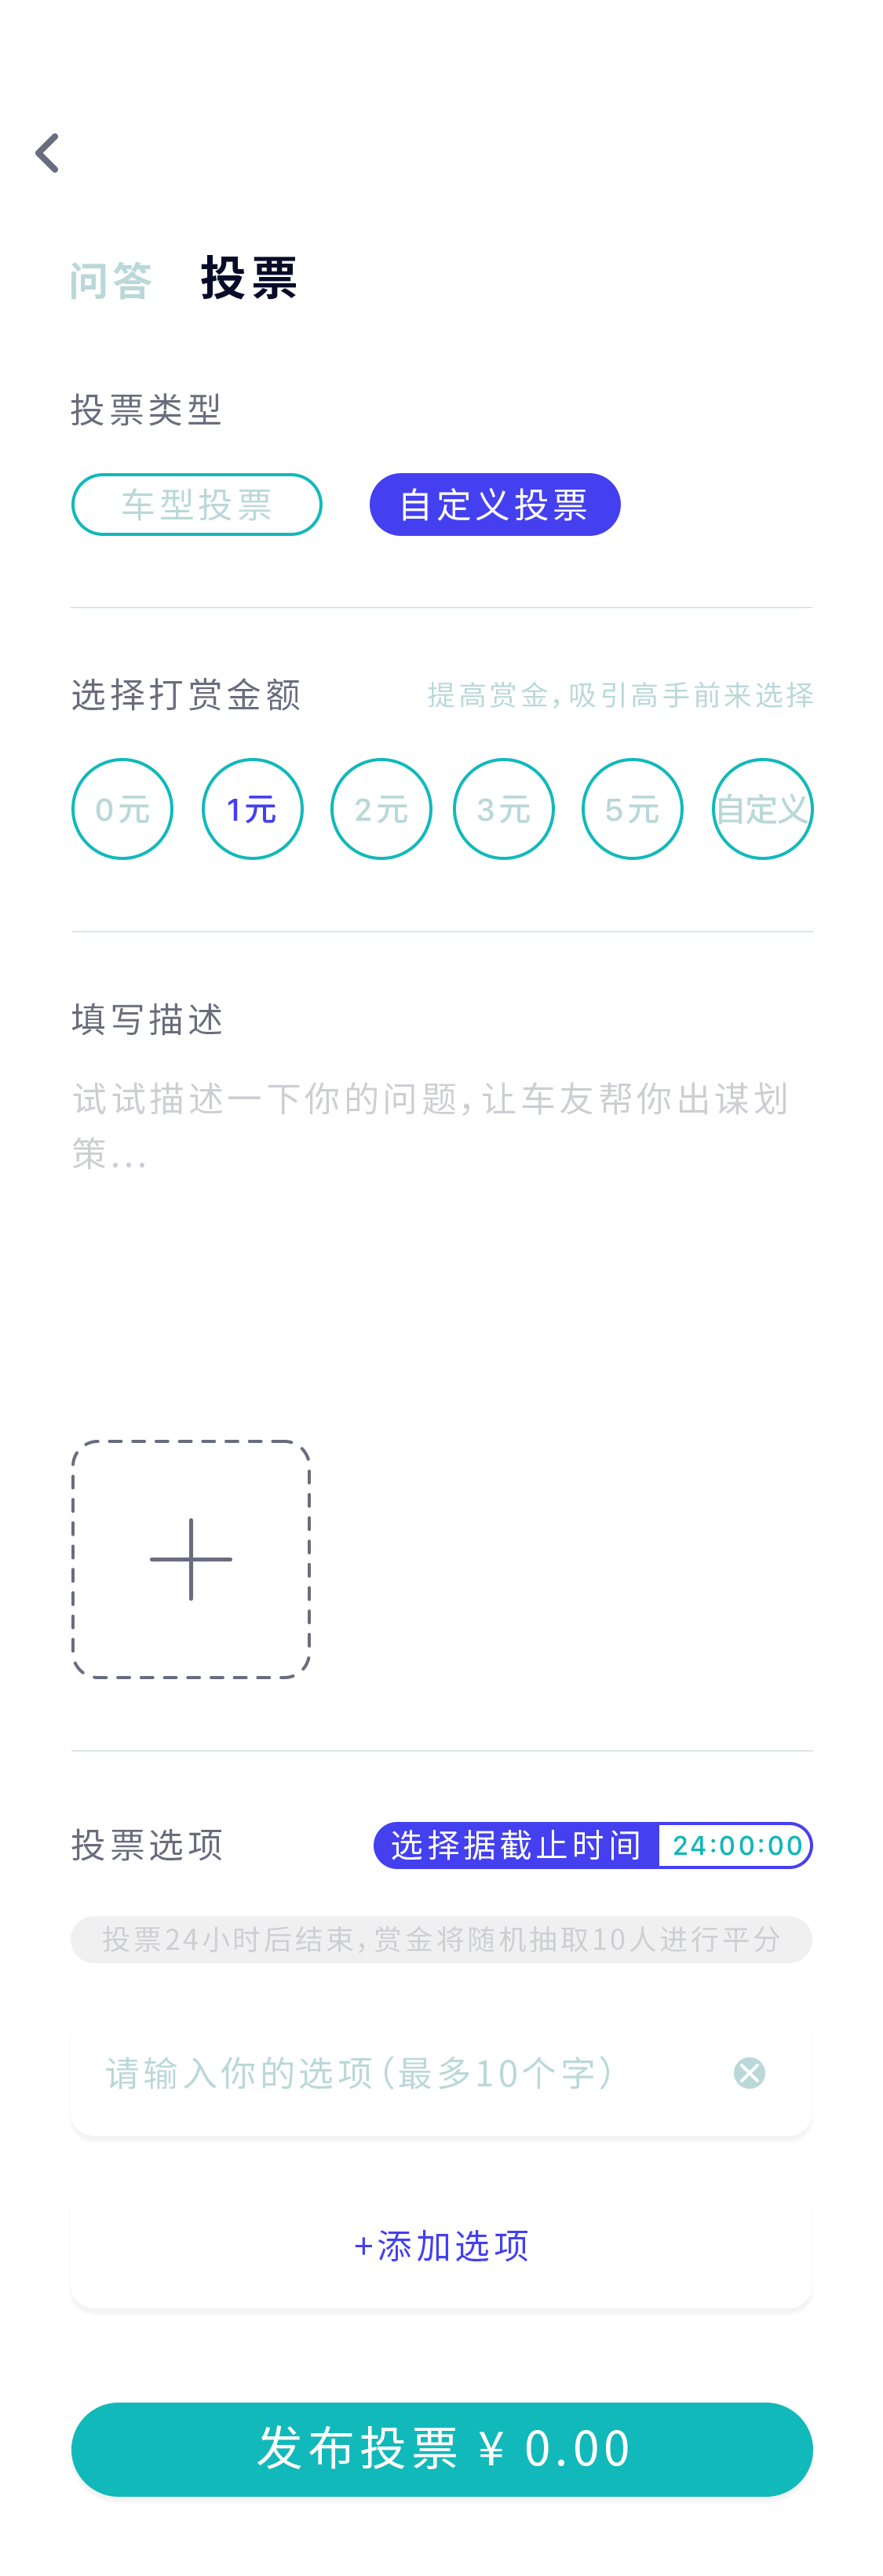 问答 投票
投票类型
车型投票 自定义投票
选择打赏金额 提高赏金，吸引高手前来选择
0元 1元 2元 3元 5元 自定义
填写描述
试试描述一下你的问题，让车友帮你出谋划
策...
投票选项 选择据截止时间 24:00:00
投票24小时后结束，赏金将随机抽取10人进行平分
请输入你的选项（最多10个字）
+添加选项
发布投票 ¥ 0.00